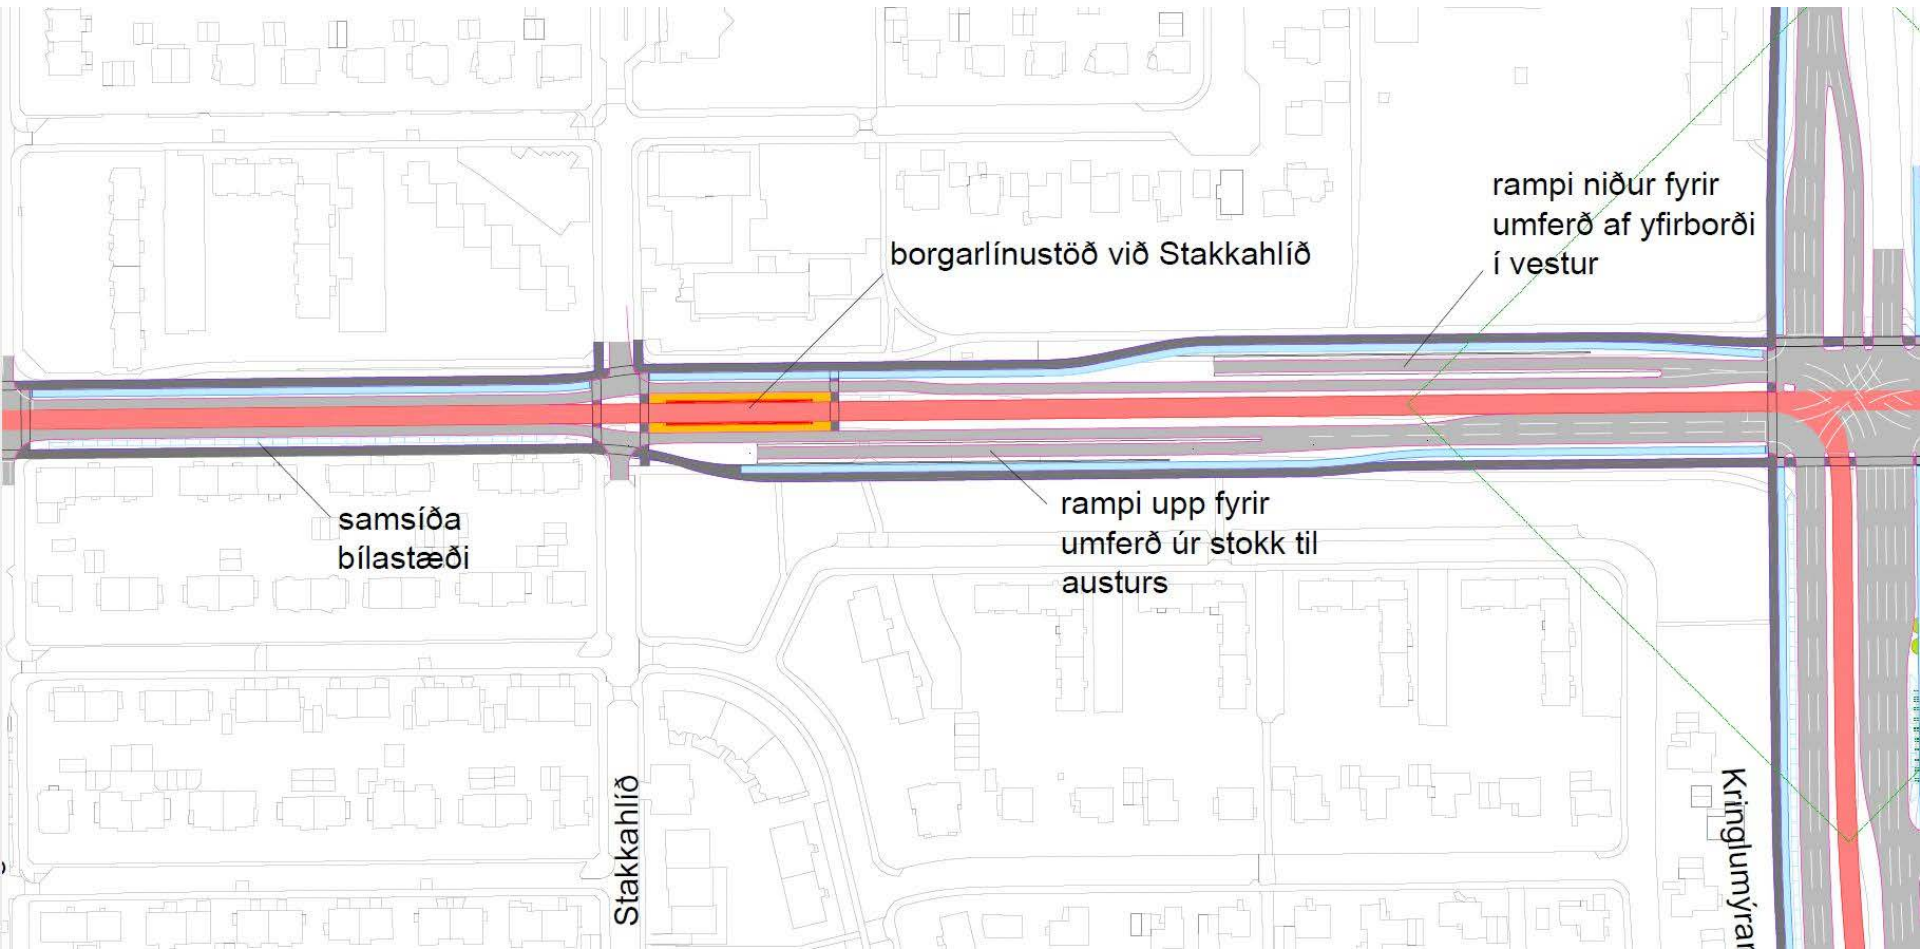 rampi niður fyrir
umferð af yfirborði
í vestur
borgarlínustöð við Stakkahlíð
samsíða
bílastæði
rampi upp fyrir
umferð úr stokk til
austurs
Stakkahlíð
Kringlumýrar